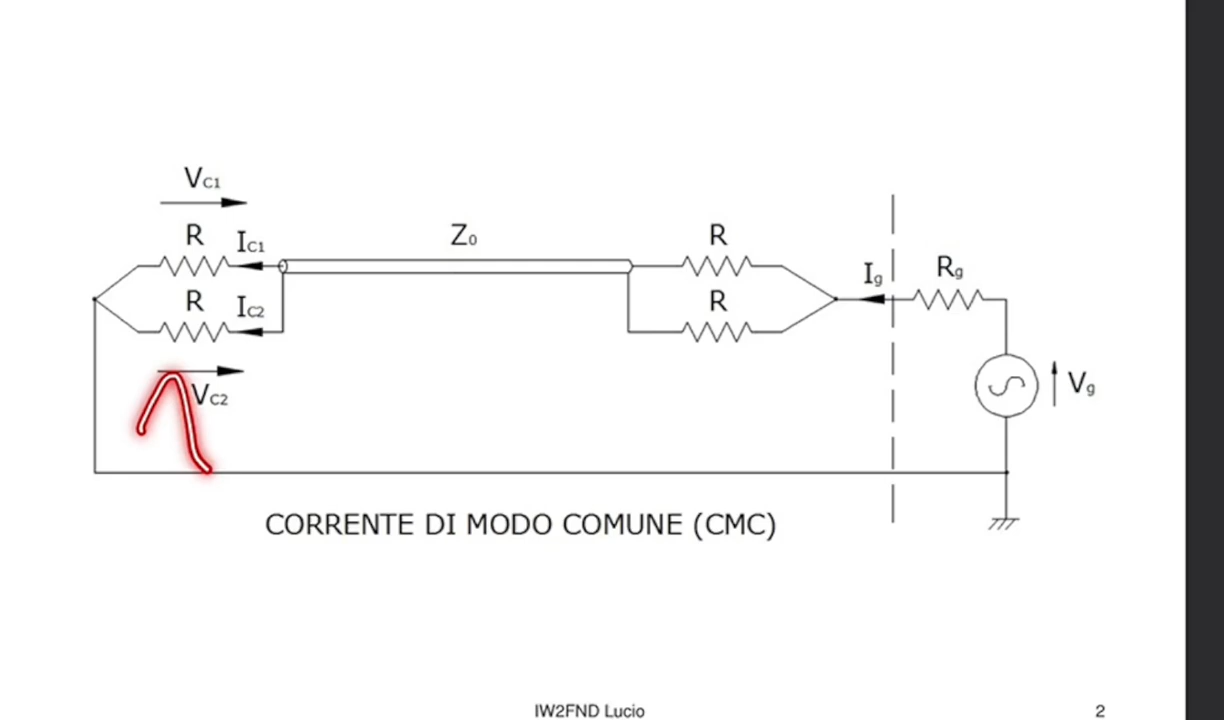 VC1
R
IC1
Z0
R
Ig
Rg
R
IC2
R
VC2
Vg
CORRENTE DI MODO COMUNE (CMC)
IW2FND Lucio
2